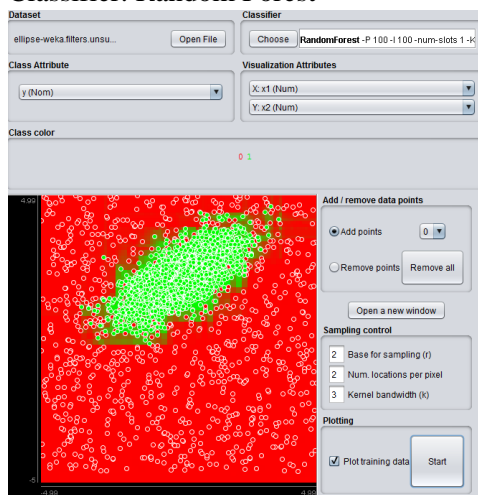 Classifier: Random Forest
Dataset
ellipse-weka.filters.unsu...
Open File
Classifier
Choose
RandomForest -P 100 -I 100 -num-slots 1 -K
Class Attribute
y (Nom)
Visualization Attributes
X: x1 (Num)
Y: x2 (Num)
Class color
0 1
4.99
-5
-4.99
4.99
Add / remove data points
Add points
0
Remove points
Remove all
Open a new window
Sampling control
2 Base for sampling (r)
2 Num. locations per pixel
3 Kernel bandwidth (k)
Plotting
Plot training data
Start